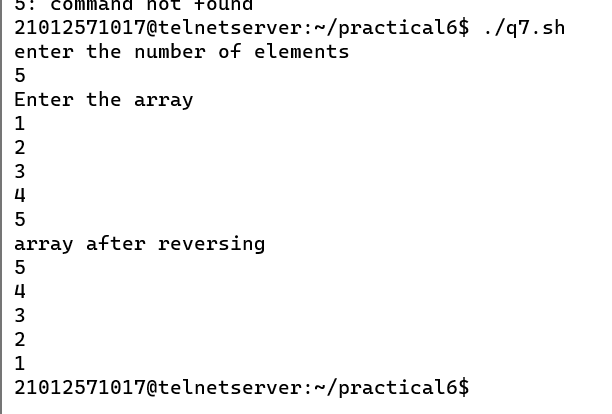 5: command not found
21012571017@telnetserver:~/practical6$ ./q7.sh
enter the number of elements
5
Enter the array
1
2
3
4
5
array after reversing
5
4
3
2
1
21012571017@telnetserver:~/practical6$